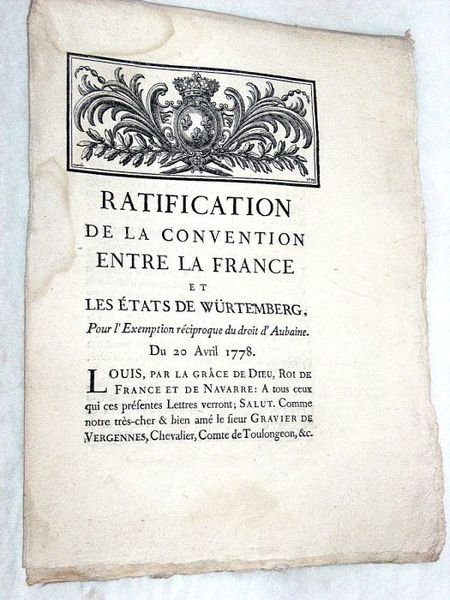 RATIFICATION
DE LA CONVENTION
ENTRE LA FRANCE
ET
LES ÉTATS DE WÜRTEMBERG,
Pour l'Exemption réciproque du droit d'Aubaine.
Du 20 Avril 1778.
LOUIS, PAR LA GRÂCE DE DIEU, ROI DE
FRANCE ET DE NAVARRE: A tous ceux
qui ces préſentes Lettres verront; SALUT. Comme
notre très-cher & bien amé le ſieur GRAVIER DE
VERGENNES, Chevalier, Comte de Toulongeon, &c.